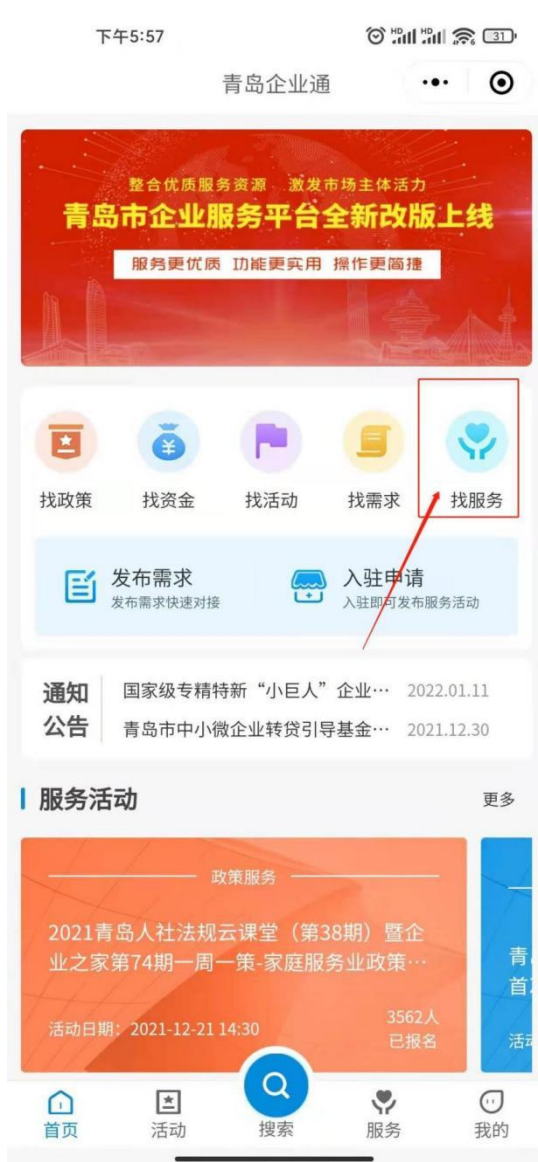 下午5:57
HD HD 6 31
青岛企业通
整合优质服务资源 激发市场主体活力
青岛市企业服务平台全新改版上线
服务更优质 功能更实用 操作更简捷
找政策 找资金 找活动 找需求 找服务
发布需求 入驻申请
发布需求快速对接 入驻即可发布服务活动
通知 国家级专精特新“小巨人”企业… 2022.01.11
公告 青岛市中小微企业转贷引导基金… 2021.12.30
服务活动 更多
政策服务
2021青岛人社法规云课堂（第38期）暨企
业之家第74期一周一策-家庭服务业政策…
青
首
3562人
活动日期：2021-12-21 14:30
已报名
活
首页 活动 搜索 服务 我的